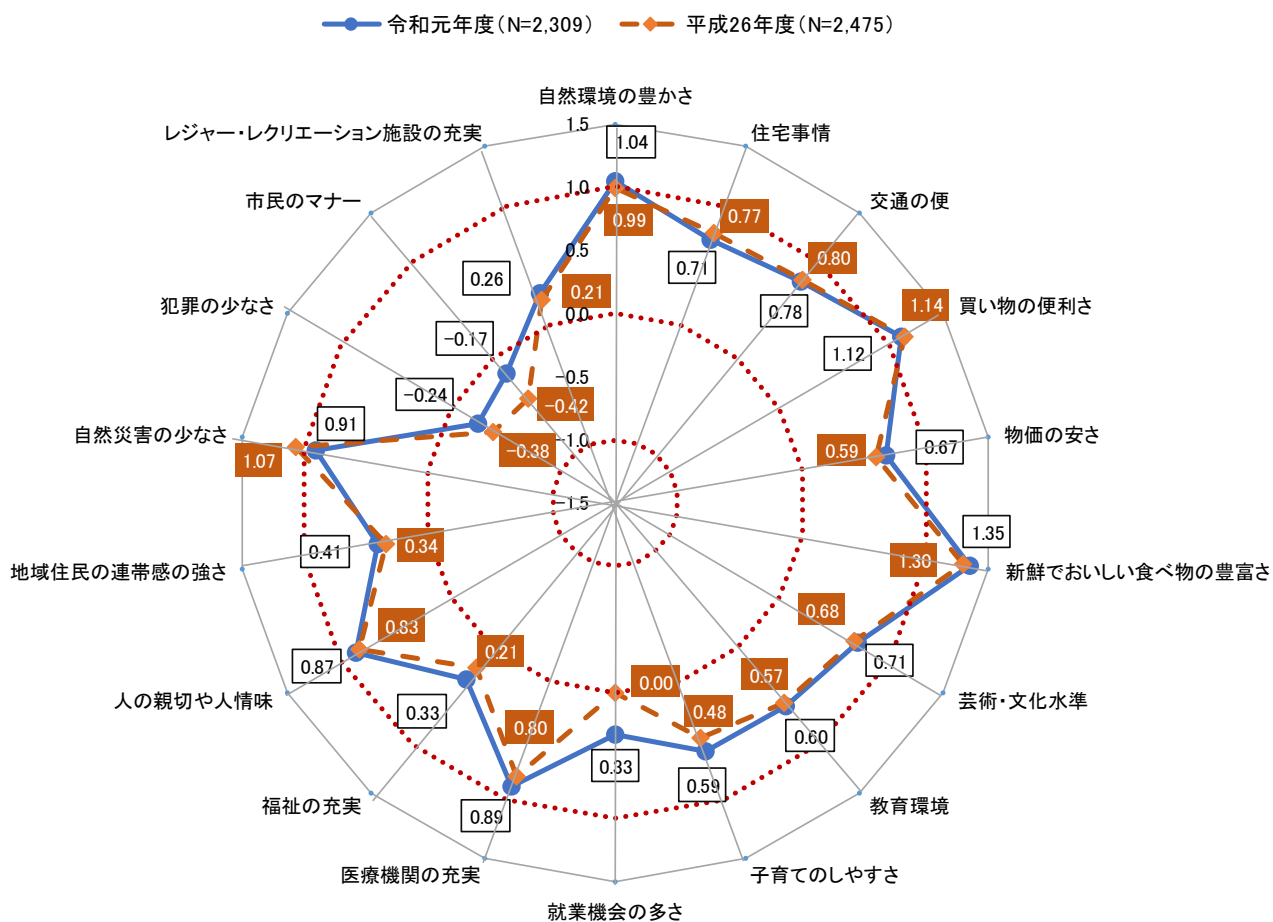 令和元年度(N=2,309) 平成26年度(N=2,475)
自然環境の豊かさ
レジャー・レクリエーション施設の充実
住宅事情
市民のマナー
交通の便
犯罪の少なさ
買い物の便利さ
自然災害の少なさ
物価の安さ
地域住民の連帯感の強さ
新鮮でおいしい食べ物の豊富さ
人の親切や人情味
芸術・文化水準
福祉の充実
教育環境
医療機関の充実
子育てのしやすさ
就業機会の多さ
1.5
1.0
0.5
0.0
−0.5
−1.0
−1.5
1.04
0.99
0.71
0.77
0.78
0.80
1.12
1.14
0.67
0.59
1.35
1.30
0.71
0.68
0.60
0.57
0.59
0.48
0.33
0.00
0.89
0.80
0.33
0.21
0.87
0.83
0.41
0.34
0.91
1.07
−0.24
−0.38
−0.17
−0.42
0.26
0.21